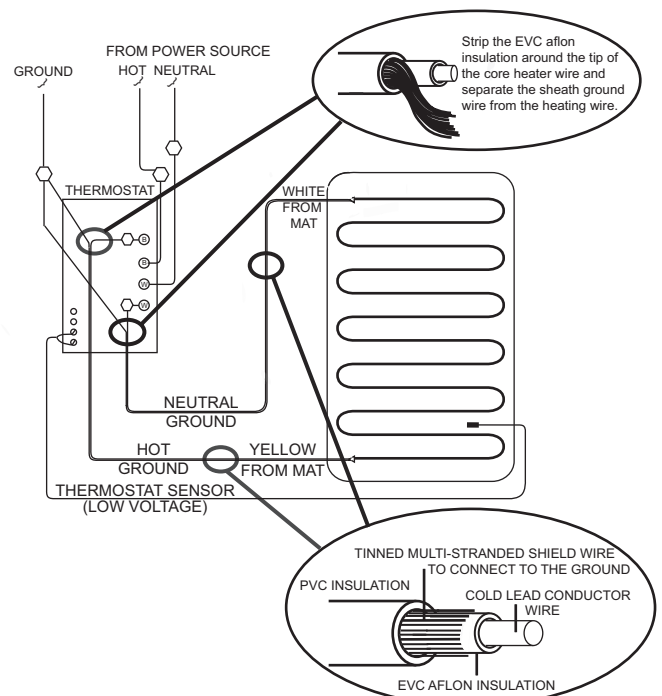 FROM POWER SOURCE
GROUND
HOT NEUTRAL
Strip the EVC aflon
insulation around the tip of
the core heater wire and
separate the sheath ground
wire from the heating wire.
THERMOSTAT
WHITE
FROM
MAT
B
B
W
W
NEUTRAL
GROUND
HOT
GROUND
YELLOW
FROM MAT
THERMOSTAT SENSOR
(LOW VOLTAGE)
TINNED MULTI-STRANDED SHIELD WIRE
TO CONNECT TO THE GROUND
PVC INSULATION
COLD LEAD CONDUCTOR
WIRE
EVC AFLON INSULATION